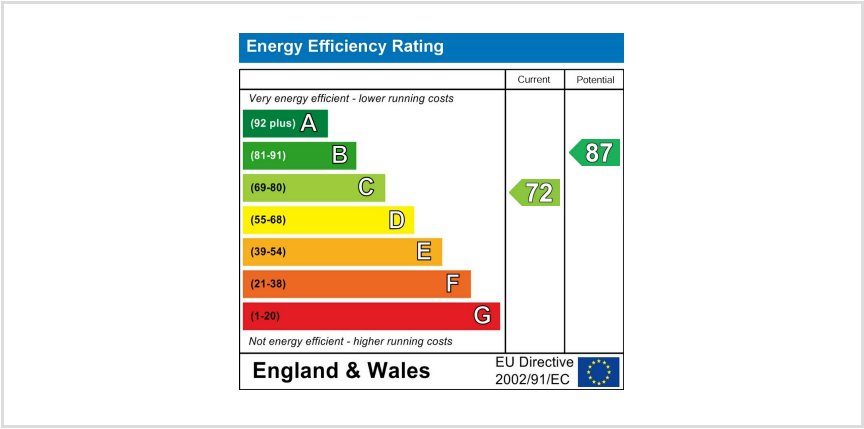 Energy Efficiency Rating
Current Potential
Very energy efficient - lower running costs
(92 plus) A
(81-91) B
87
(69-80) C
72
(55-68) D
(39-54) E
(21-38) F
(1-20) G
Not energy efficient - higher running costs
England & Wales
EU Directive
2002/91/EC